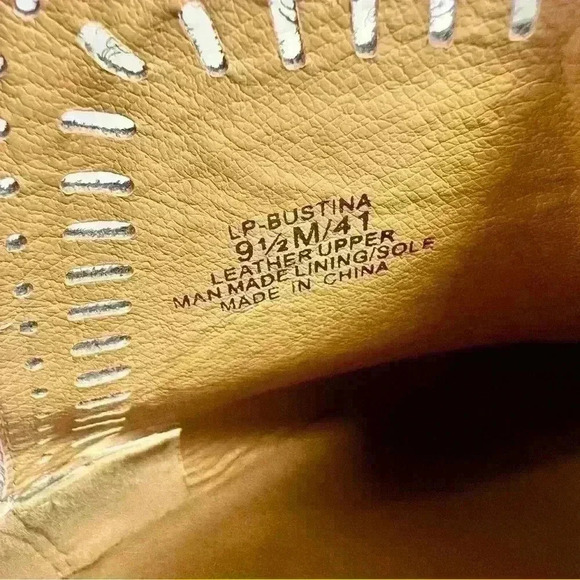 LP-BUSTINA
9½M/41
LEATHER UPPER
MAN MADE LINING/SOLE
MADE IN CHINA